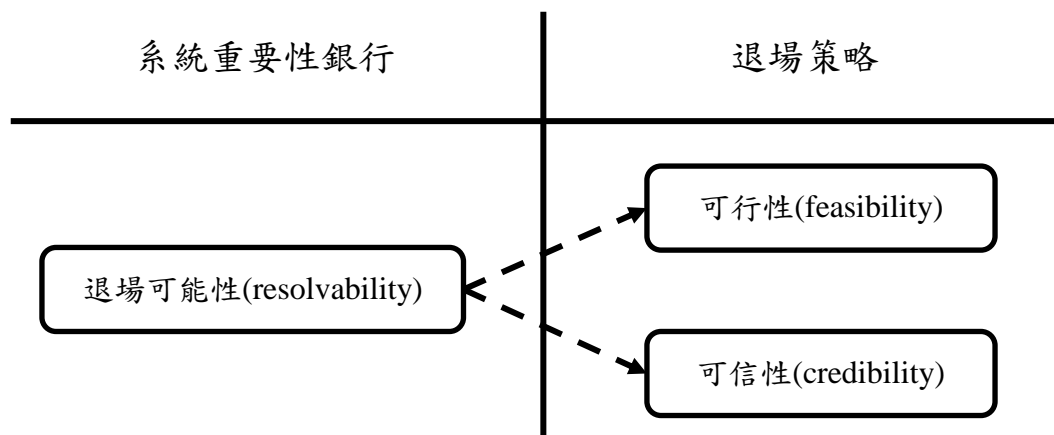 系統重要性銀行
退場策略
可行性(feasibility)
退場可能性(resolvability)
可信性(credibility)